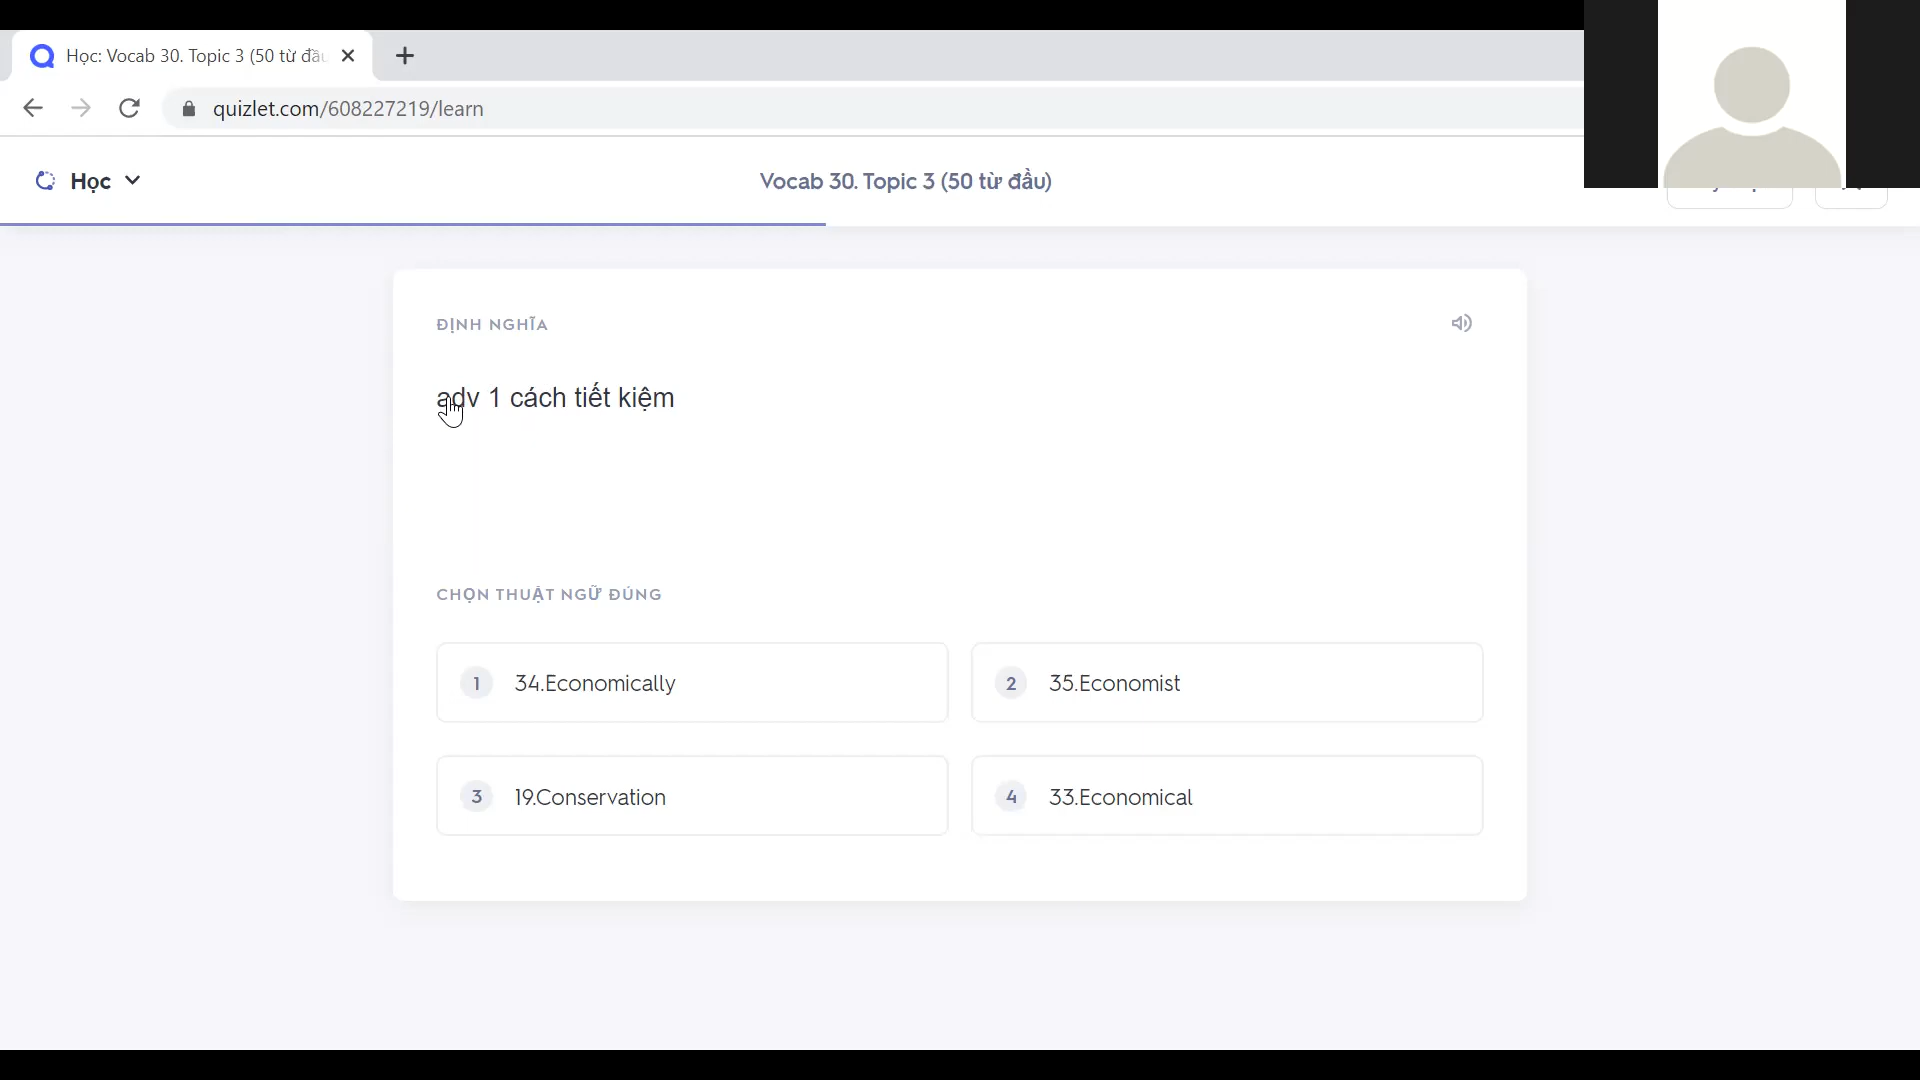 Học: Vocab 30. Topic 3 (50 từ đầu
quizlet.com/608227219/learn
Học
Vocab 30. Topic 3 (50 từ đầu)
ĐỊNH NGHĨA
adv 1 cách tiết kiệm
CHỌN THUẬT NGỮ ĐÚNG
1 34.Economically
2 35.Economist
3 19.Conservation
4 33.Economical